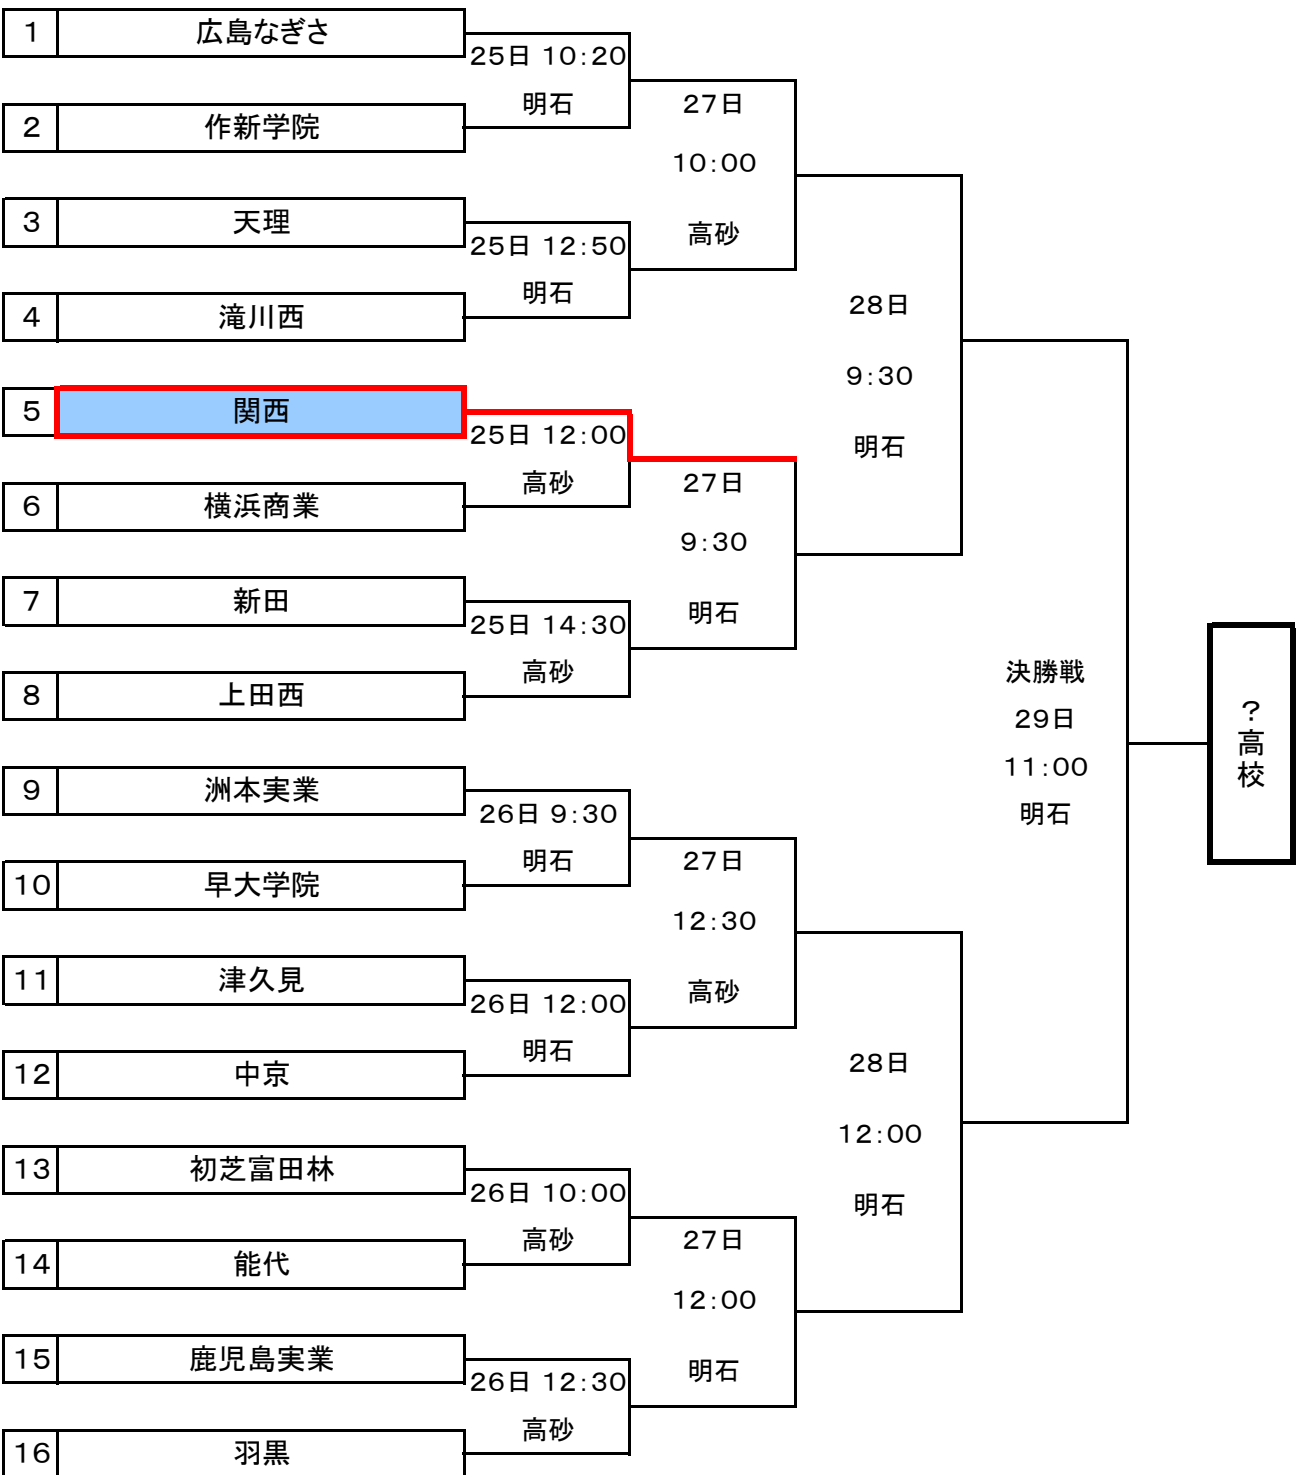 1 広島なぎさ
25日 10:20
明石
2 作新学院
27日
10:00
高砂
3 天理
25日 12:50
明石
4 滝川西
28日
9:30
明石
5 関西
25日 12:00
高砂
6 横浜商業
27日
9:30
明石
7 新田
25日 14:30
高砂
8 上田西
決勝戦
29日
11:00
明石
?高校
9 洲本実業
26日 9:30
明石
10 早大学院
27日
12:30
高砂
11 津久見
26日 12:00
明石
12 中京
28日
12:00
明石
13 初芝富田林
26日 10:00
高砂
14 能代
27日
12:00
明石
15 鹿児島実業
26日 12:30
高砂
16 羽黒